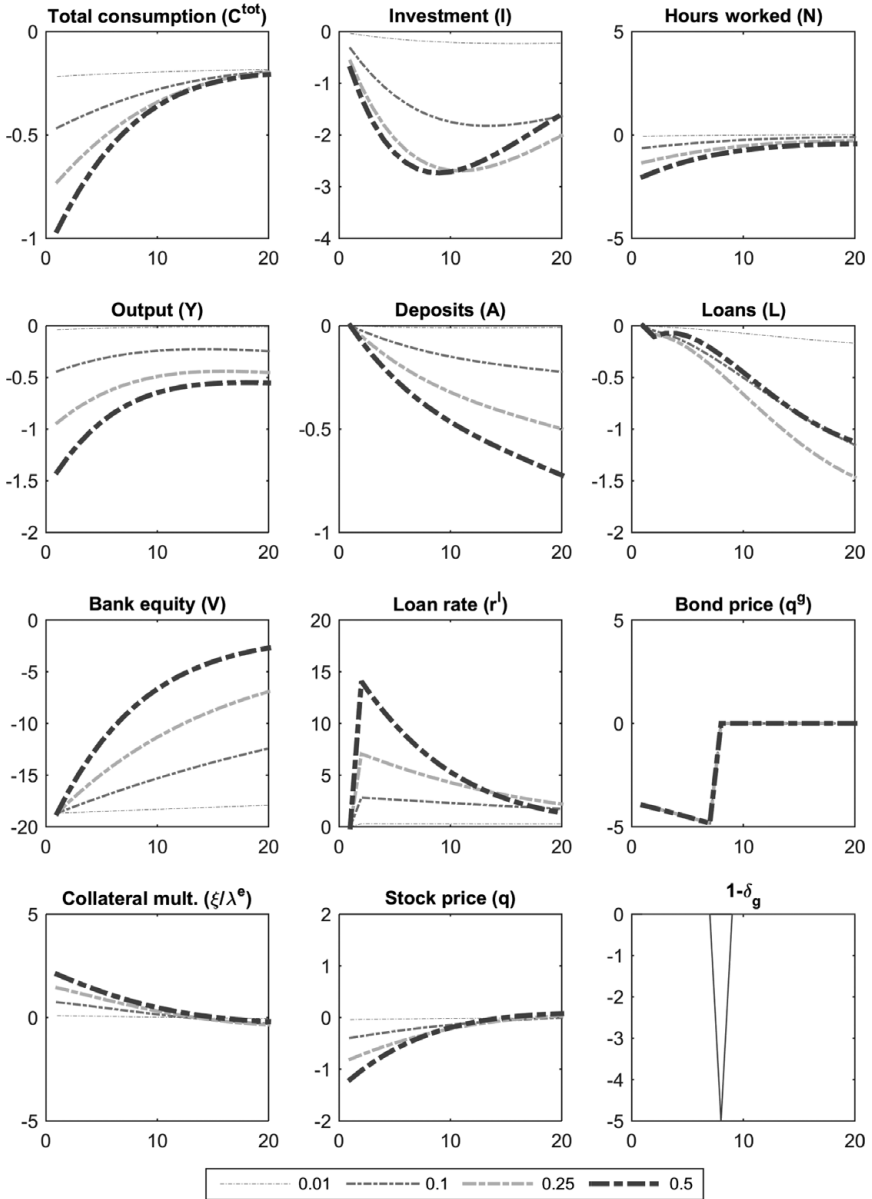 Total consumption (C^tot) Investment (I) Hours worked (N)
0 0 5
-1
-0.5 -2 0
-3
-1 -4 -5
0 10 20 0 10 20 0 10 20
Output (Y) Deposits (A) Loans (L)
0 0 0
-0.5 -0.5
-1 -0.5 -1
-1.5 -1.5
-2 -1 -2
0 10 20 0 10 20 0 10 20
Bank equity (V) Loan rate (r^l) Bond price (q^g)
0 20 5
-5 15
-10 10 0
-15 5
-20 0 -5
0 10 20 0 10 20 0 10 20
Collateral mult. (ξ/λ^e) Stock price (q) 1-δ_g
5 2 0
1 -1
-2
0 0 -3
-1 -4
-5 -2 -5
0 10 20 0 10 20 0 10 20
0.01 0.1 0.25 0.5